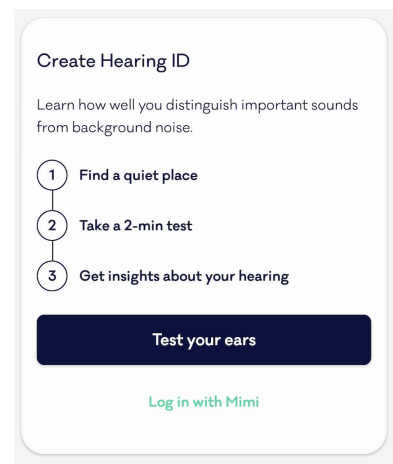 Create Hearing ID
Learn how well you distinguish important sounds
from background noise.
1 Find a quiet place
2 Take a 2-min test
3 Get insights about your hearing
Test your ears
Log in with Mimi